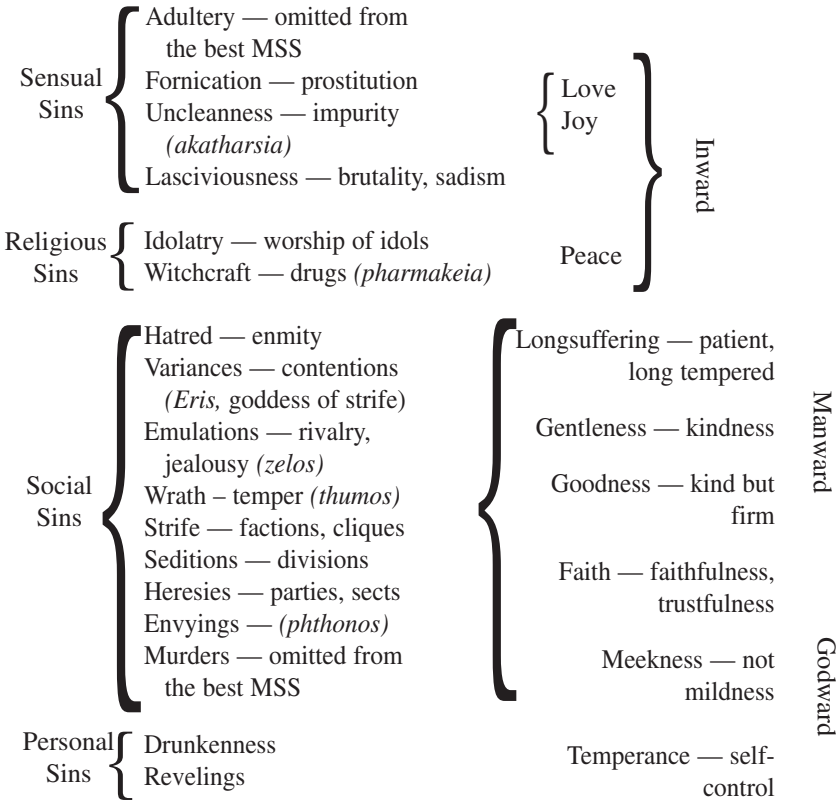 Sensual
Sins
Adultery — omitted from
the best MSS
Fornication — prostitution
Uncleanness — impurity
(akatharsia)
Lasciviousness — brutality, sadism
Religious
Sins
Idolatry — worship of idols
Witchcraft — drugs (pharmakeia)
Social
Sins
Hatred — enmity
Variances — contentions
(Eris, goddess of strife)
Emulations — rivalry,
jealousy (zelos)
Wrath – temper (thumos)
Strife — factions, cliques
Seditions — divisions
Heresies — parties, sects
Envyings — (phthonos)
Murders — omitted from
the best MSS
Personal
Sins
Drunkenness
Revelings
Love
Joy
Peace
Inward
Longsuffering — patient,
long tempered
Gentleness — kindness
Goodness — kind but
firm
Faith — faithfulness,
trustfulness
Meekness — not
mildness
Temperance — self-
control
Manward
Godward